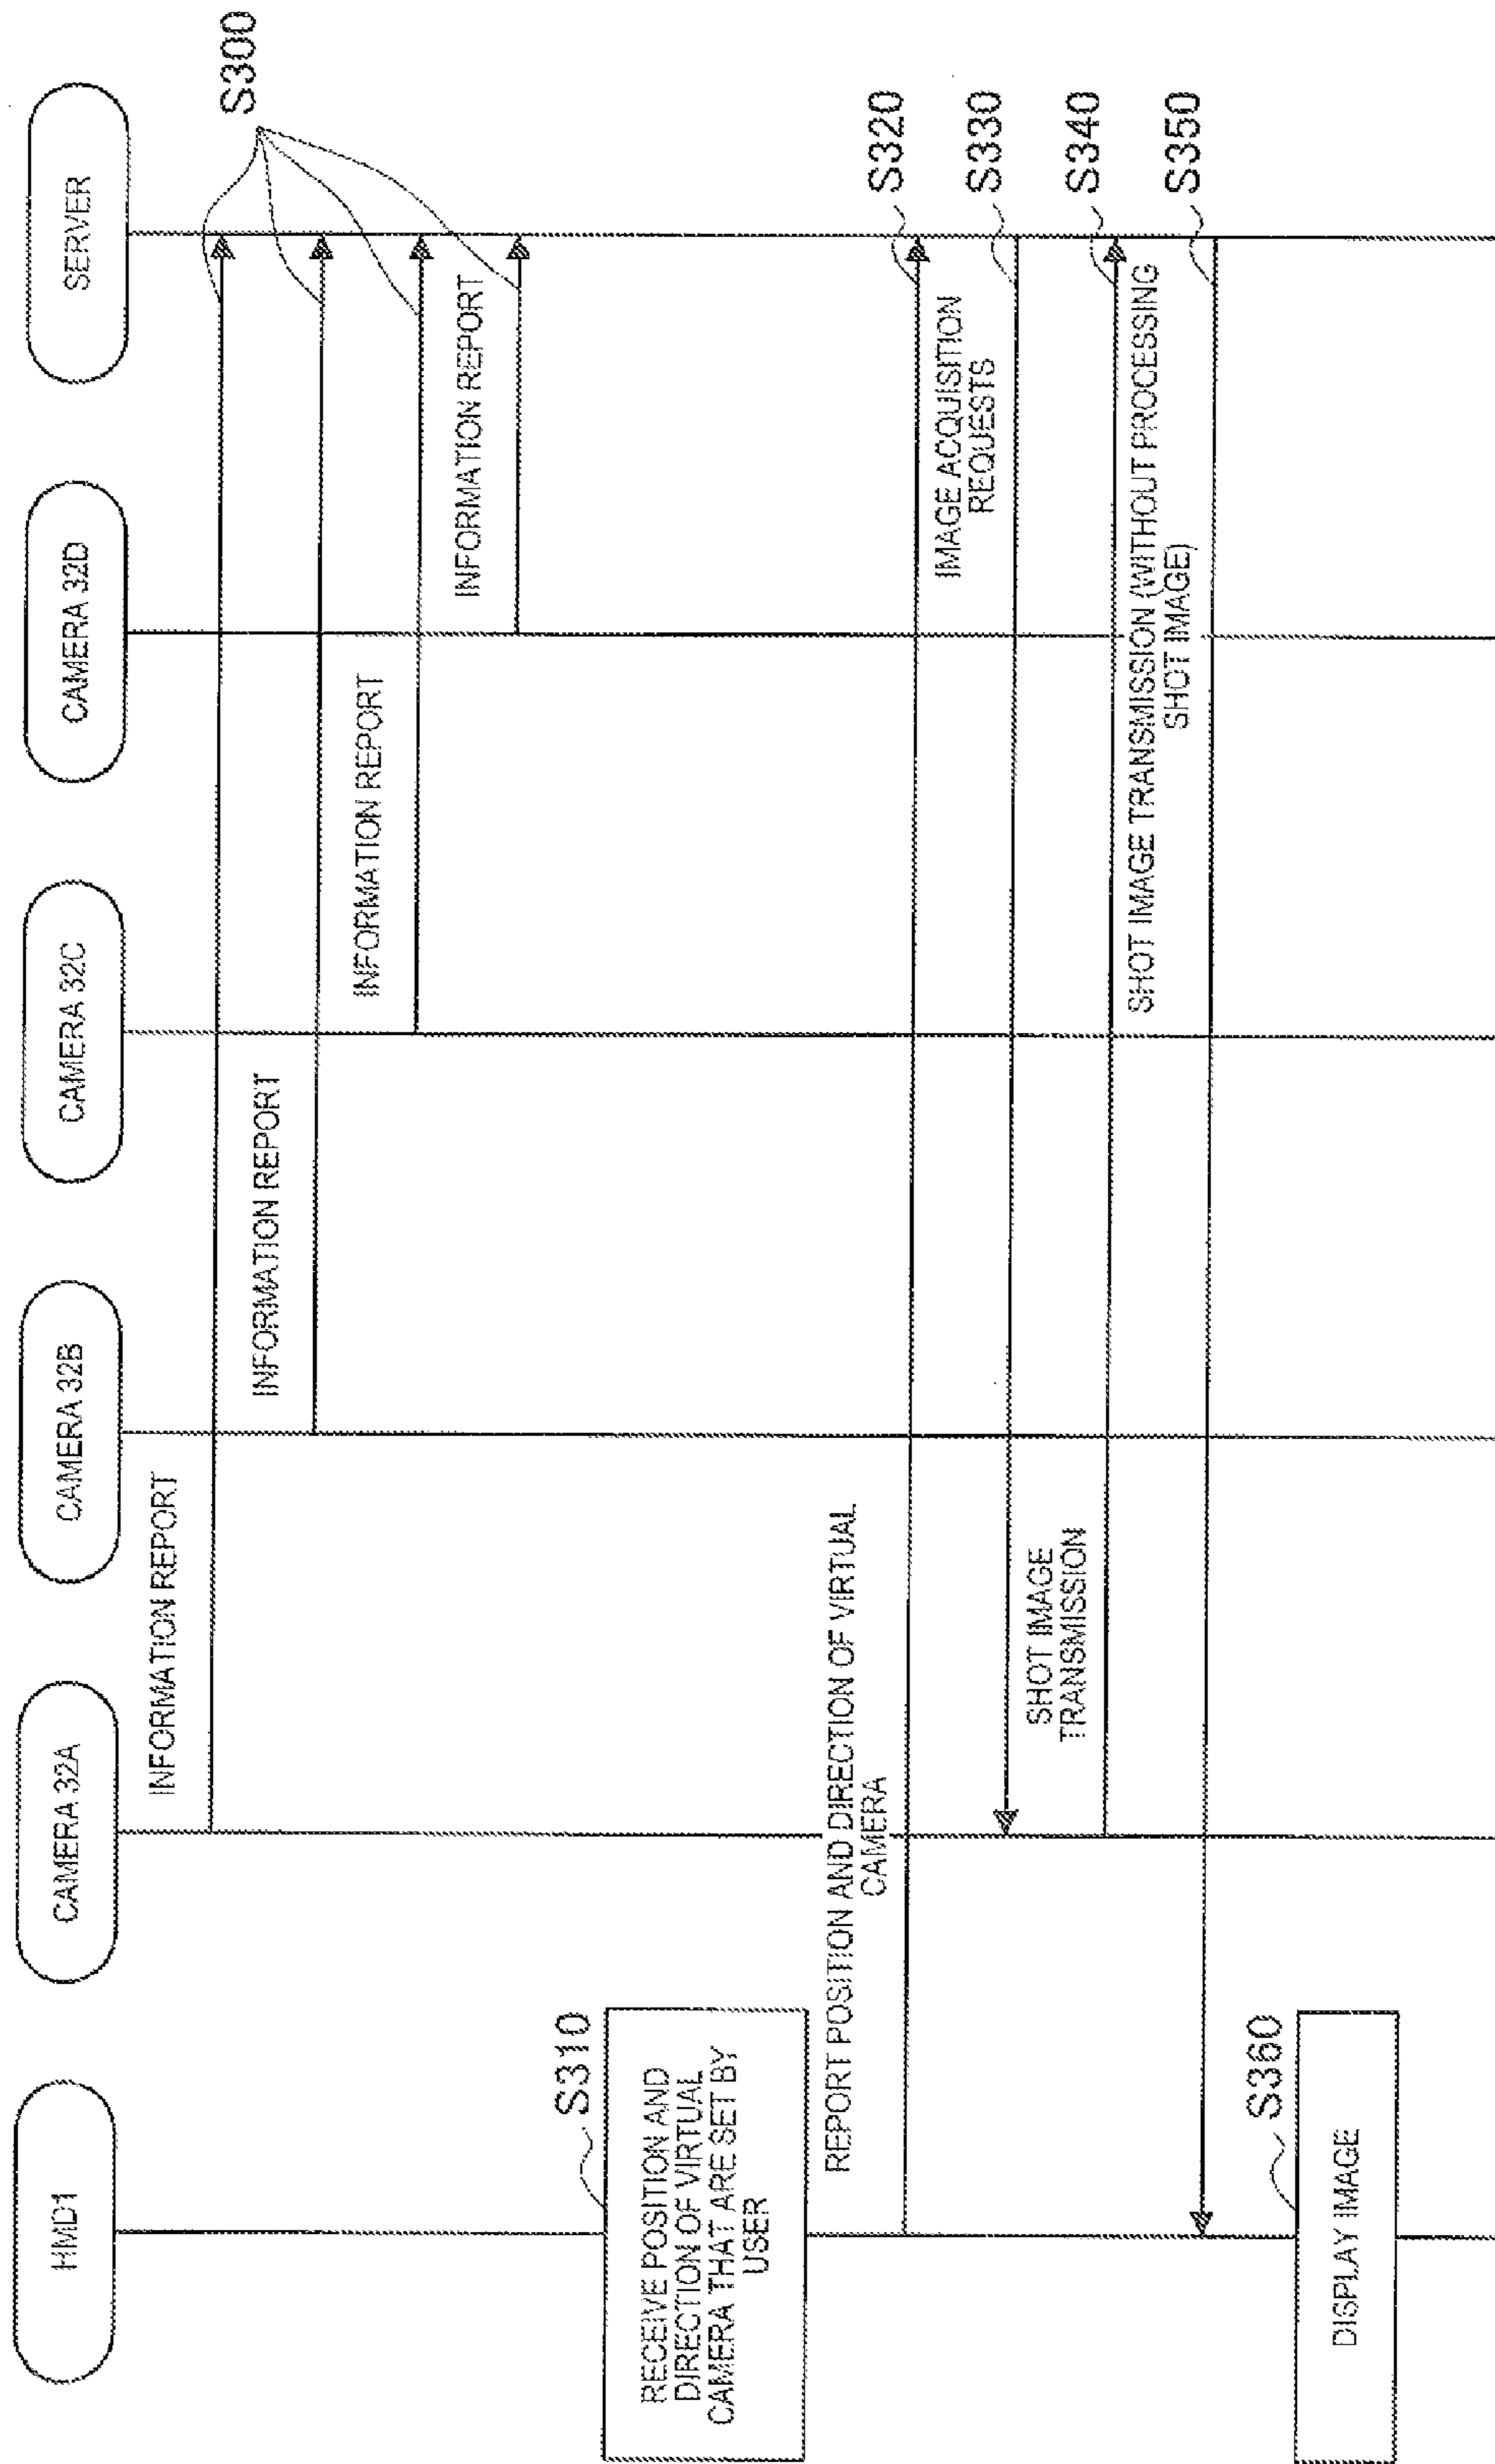 HMD1
CAMERA 32A
CAMERA 32B
CAMERA 32C
CAMERA 32D
SERVER
INFORMATION REPORT
S300
INFORMATION REPORT
INFORMATION REPORT
INFORMATION REPORT
S310
RECEIVE POSITION AND
DIRECTION OF VIRTUAL
CAMERA THAT ARE SET BY
USER
REPORT POSITION AND DIRECTION OF VIRTUAL
CAMERA
S320
IMAGE ACQUISITION
REQUESTS
S330
SHOT IMAGE
TRANSMISSION
S340
SHOT IMAGE TRANSMISSION (WITHOUT PROCESSING
SHOT IMAGE)
S350
S360
DISPLAY IMAGE